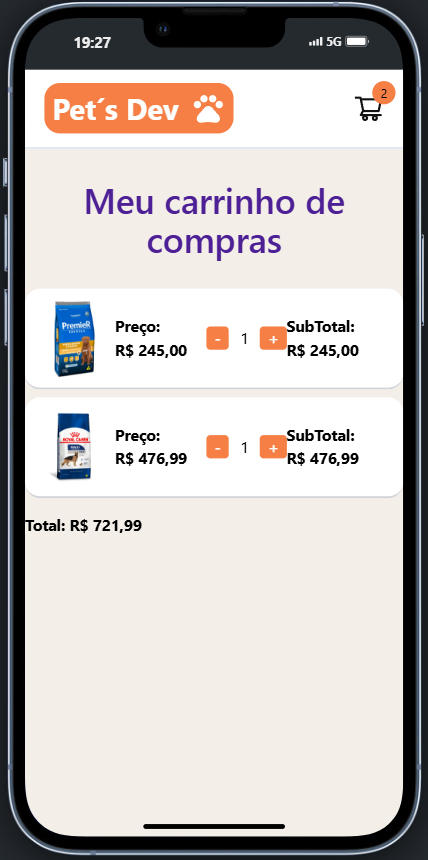 19:27
5G
Pet´s Dev
2
Meu carrinho de
compras
PremieR
Preço:
R$ 245,00
- 1 +
SubTotal:
R$ 245,00
ROYAL CANIN
Preço:
R$ 476,99
- 1 +
SubTotal:
R$ 476,99
Total: R$ 721,99